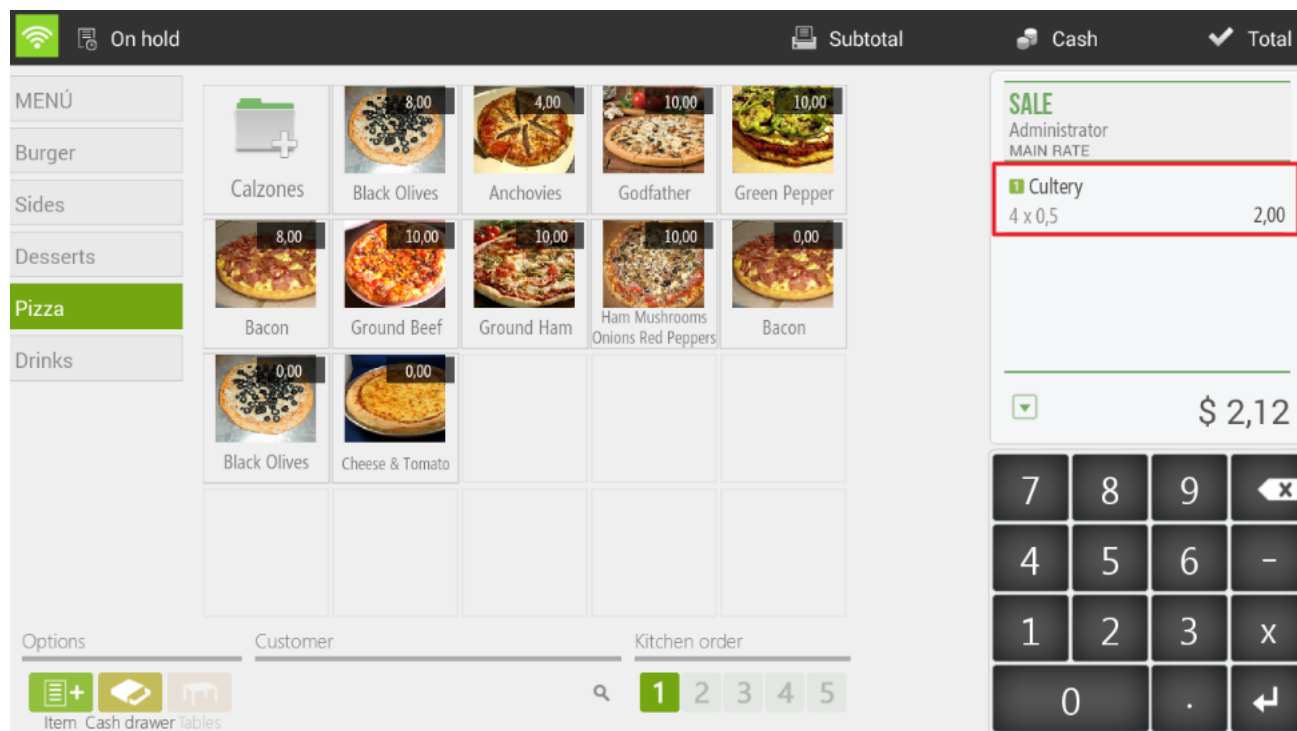 On hold
Subtotal
Cash
Total
MENÚ
Burger
Sides
Desserts
Pizza
Drinks
Calzones
8,00
Black Olives
4,00
Anchovies
10,00
Godfather
10,00
Green Pepper
8,00
Bacon
10,00
Ground Beef
10,00
Ground Ham
10,00
Ham Mushrooms
Onions Red Peppers
0,00
Bacon
0,00
Black Olives
0,00
Cheese & Tomato
SALE
Administrator
MAIN RATE
1 Cultery
4 x 0,5 2,00
$ 2,12
7 8 9 x
4 5 6 -
1 2 3 x
0 .
Options
Item
Cash drawer
Tables
Customer
Kitchen order
1 2 3 4 5